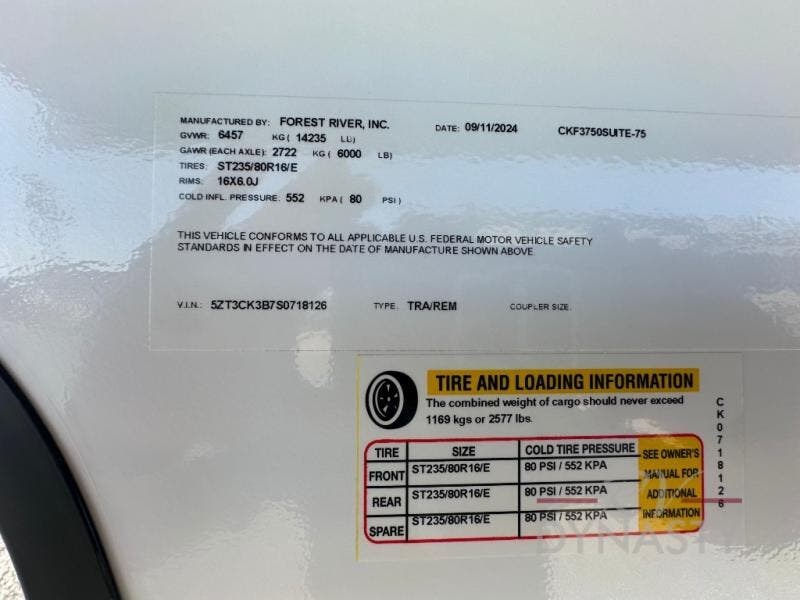 MANUFACTURED BY: FOREST RIVER, INC. DATE: 09/11/2024 CKF3750SUITE-75
GVWR: 6457 KG ( 14235 LB)
GAWR (EACH AXLE): 2722 KG ( 6000 LB)
TIRES: ST235/80R16/E
RIMS: 16X6.0J
COLD INFL. PRESSURE: 552 KPA ( 80 PSI )
THIS VEHICLE CONFORMS TO ALL APPLICABLE U.S. FEDERAL MOTOR VEHICLE SAFETY
STANDARDS IN EFFECT ON THE DATE OF MANUFACTURE SHOWN ABOVE
V.I.N.: 5ZT3CK3B7S0718126 TYPE: TRA/REM COUPLER SIZE:
TIRE AND LOADING INFORMATION
The combined weight of cargo should never exceed
1169 kgs or 2577 lbs.
TIRE SIZE COLD TIRE PRESSURE
FRONT ST235/80R16/E 80 PSI / 552 KPA
REAR ST235/80R16/E 80 PSI / 552 KPA
SPARE ST235/80R16/E 80 PSI / 552 KPA
SEE OWNER'S
MANUAL FOR
ADDITIONAL
INFORMATION
CK0718126
DYNASTY